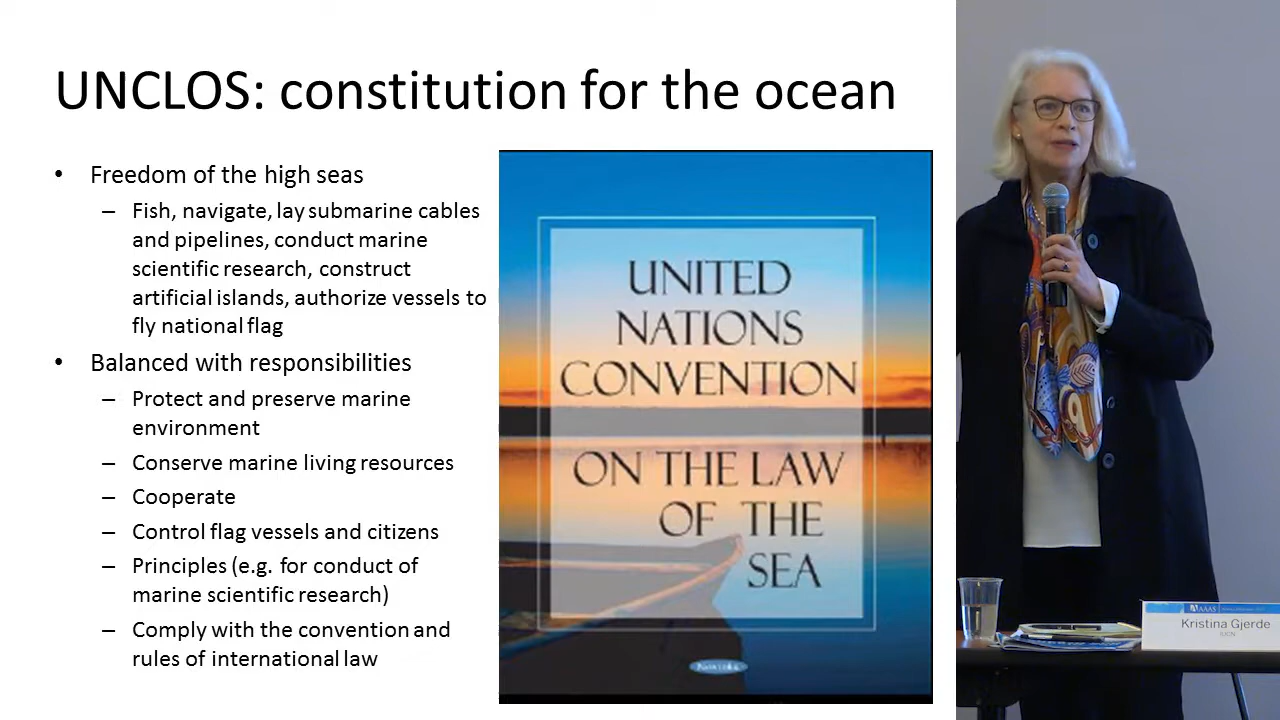 UNCLOS: constitution for the ocean
• Freedom of the high seas
– Fish, navigate, lay submarine cables
and pipelines, conduct marine
scientific research, construct
artificial islands, authorize vessels to
fly national flag
• Balanced with responsibilities
– Protect and preserve marine
environment
– Conserve marine living resources
– Cooperate
– Control flag vessels and citizens
– Principles (e.g. for conduct of
marine scientific research)
– Comply with the convention and
rules of international law
UNITED
NATIONS
CONVENTION
ON THE LAW
OF THE
SEA
AAAS
Kristina Gjerde
IUCN